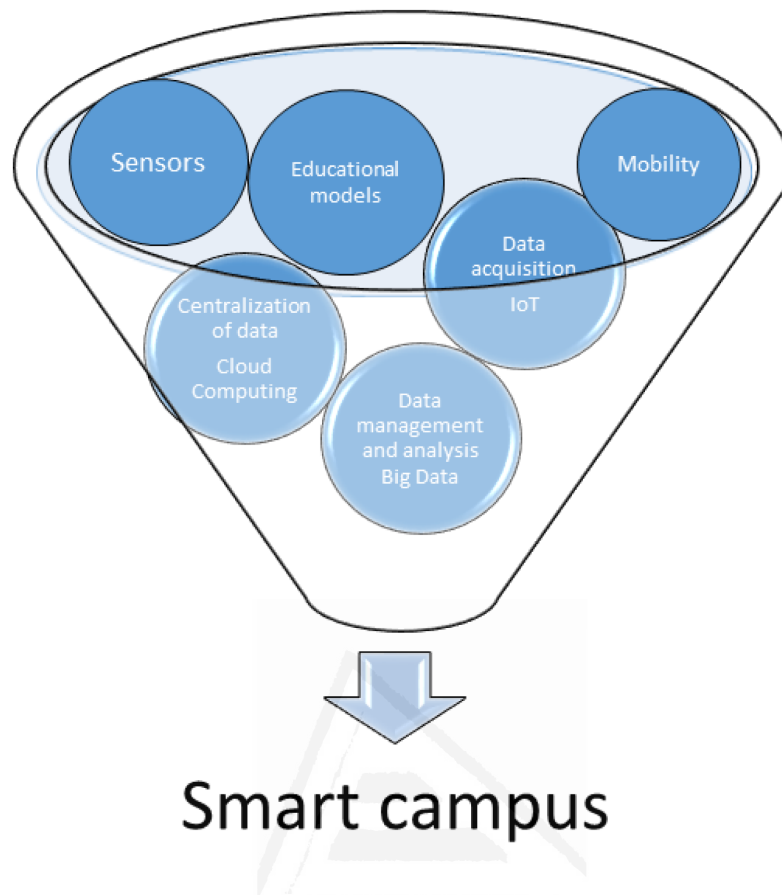 Sensors
Educational
models
Mobility
Data
acquisition
IoT
Centralization
of data
Cloud
Computing
Data
management
and analysis
Big Data
Smart campus